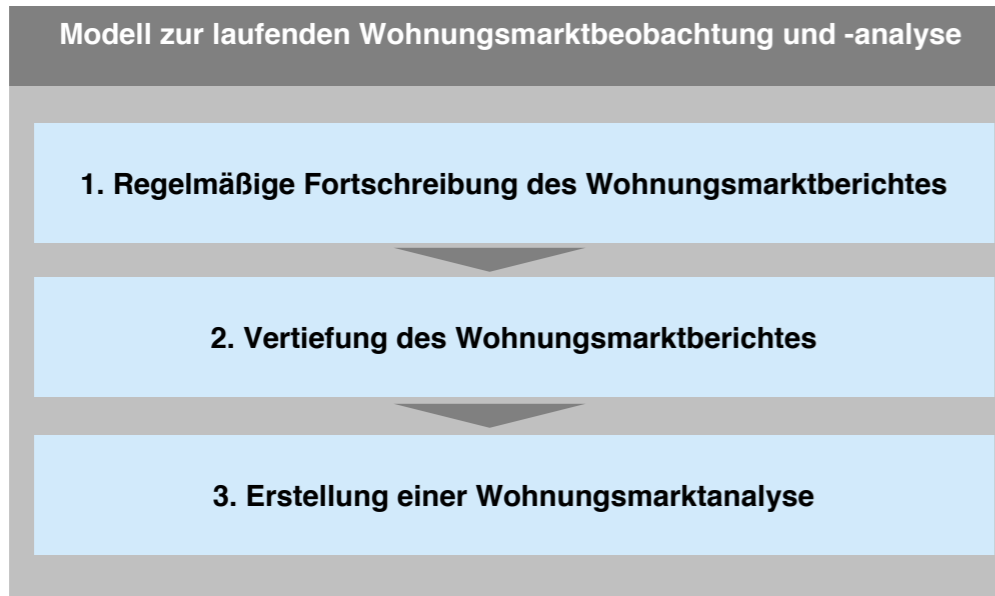 Modell zur laufenden Wohnungsmarktbeobachtung und -analyse
1. Regelmäßige Fortschreibung des Wohnungsmarktberichtes
2. Vertiefung des Wohnungsmarktberichtes
3. Erstellung einer Wohnungsmarktanalyse